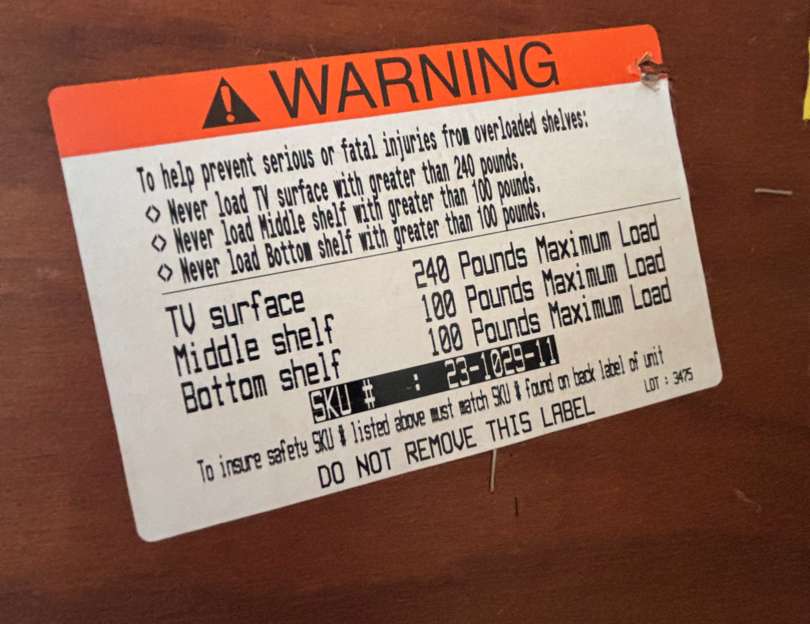 WARNING
To help prevent serious or fatal injuries from overloaded shelves:
◇ Never load TV surface with greater than 240 pounds.
◇ Never load Middle shelf with greater than 100 pounds.
◇ Never load Bottom shelf with greater than 100 pounds.
TV surface 240 Pounds Maximum Load
Middle shelf 100 Pounds Maximum Load
Bottom shelf 100 Pounds Maximum Load
SKU # : 23-1029-11
To insure safety SKU # listed above must match SKU # found on back label of unit
DO NOT REMOVE THIS LABEL
LOT : 3475